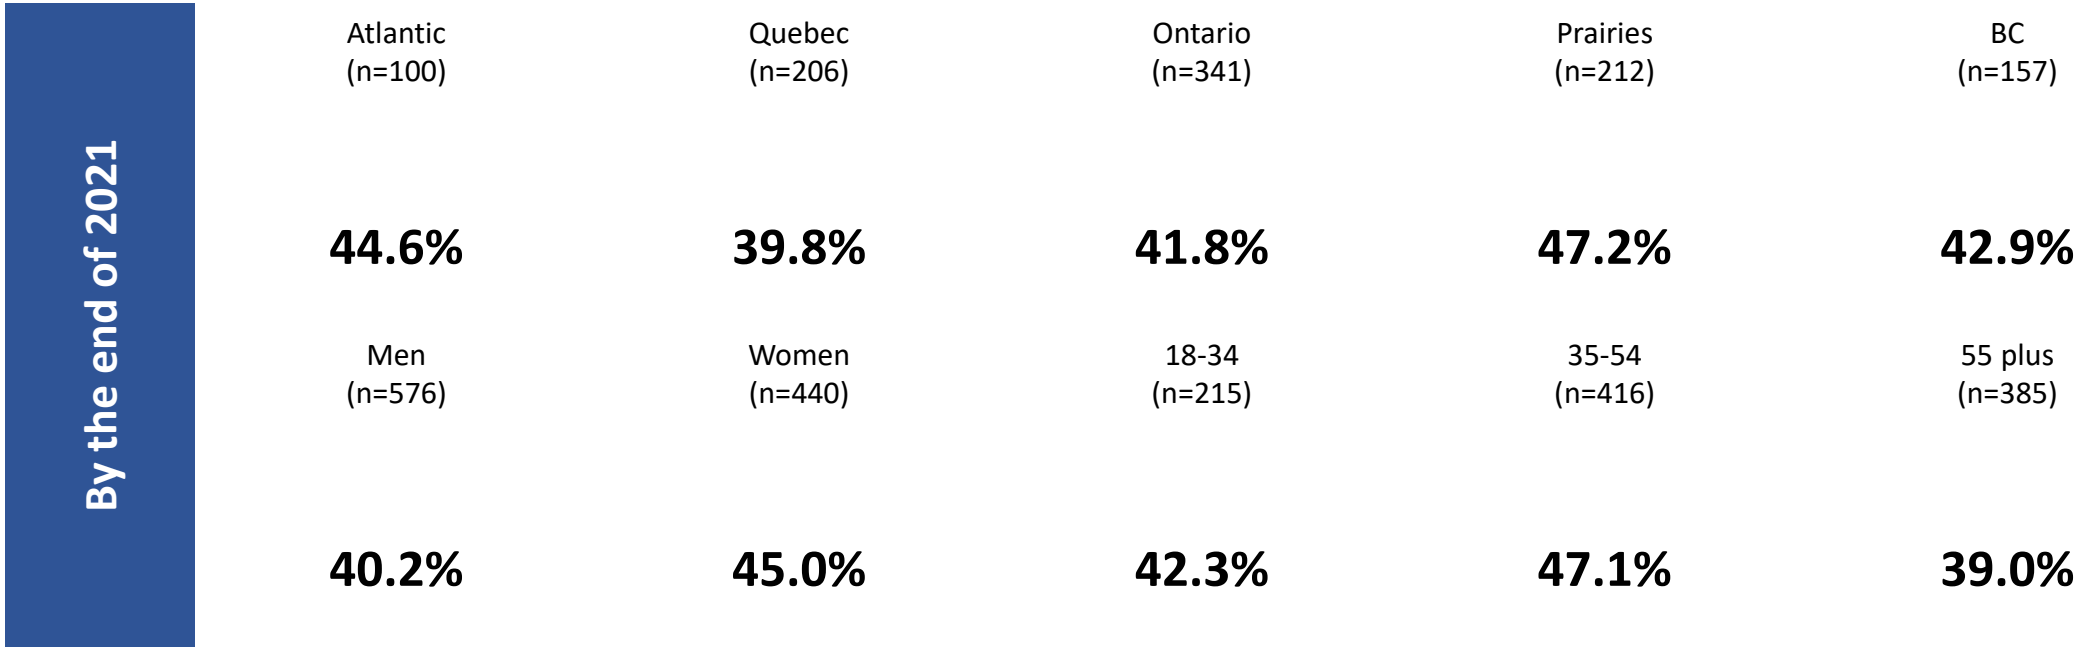 By the end of 2021
Atlantic
(n=100)
Quebec
(n=206)
Ontario
(n=341)
Prairies
(n=212)
BC
(n=157)
44.6%
39.8%
41.8%
47.2%
42.9%
Men
(n=576)
Women
(n=440)
18-34
(n=215)
35-54
(n=416)
55 plus
(n=385)
40.2%
45.0%
42.3%
47.1%
39.0%